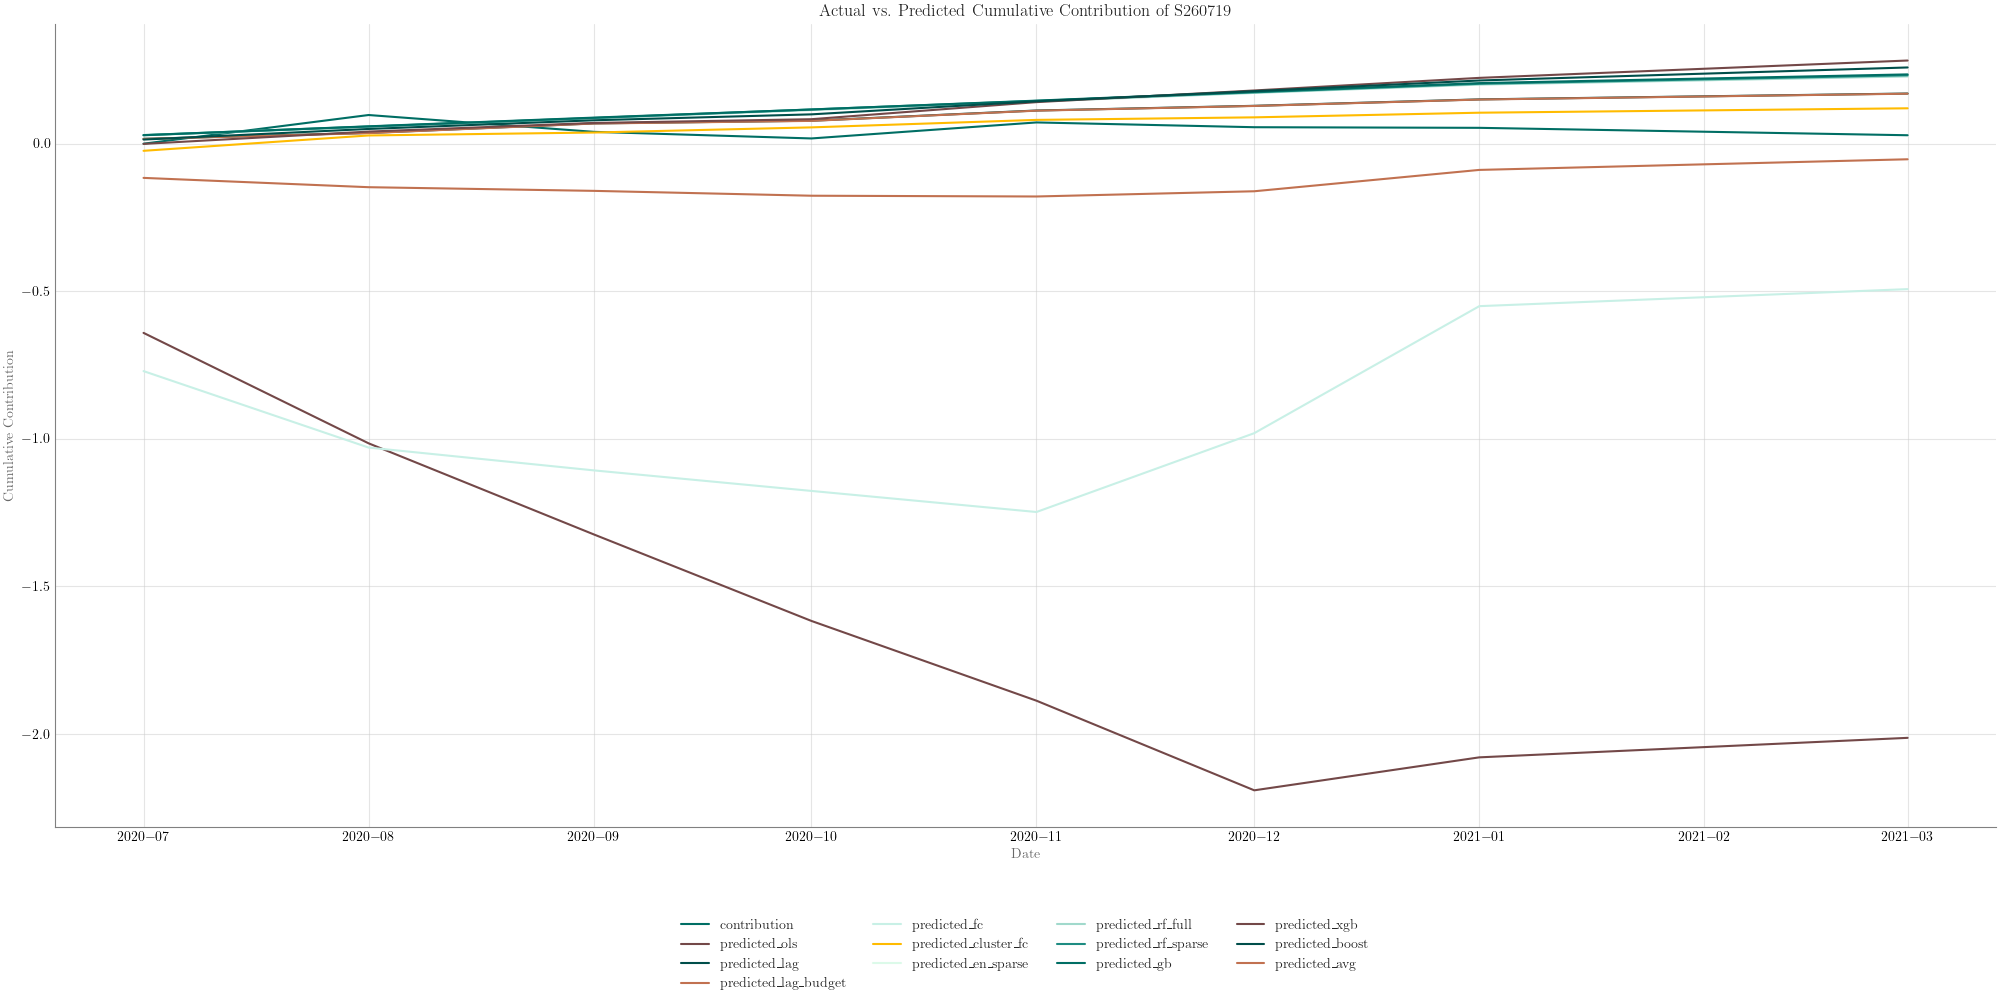 Actual vs. Predicted Cumulative Contribution of S260719
0.0
−0.5
−1.0
−1.5
−2.0
Cumulative Contribution
2020−07 2020−08 2020−09 2020−10 2020−11 2020−12 2021−01 2021−02 2021−03
Date
contribution predicted_fc predicted_rf_full predicted_xgb
predicted_ols predicted_cluster_fc predicted_rf_sparse predicted_boost
predicted_lag predicted_en_sparse predicted_gb predicted_avg
predicted_lag_budget